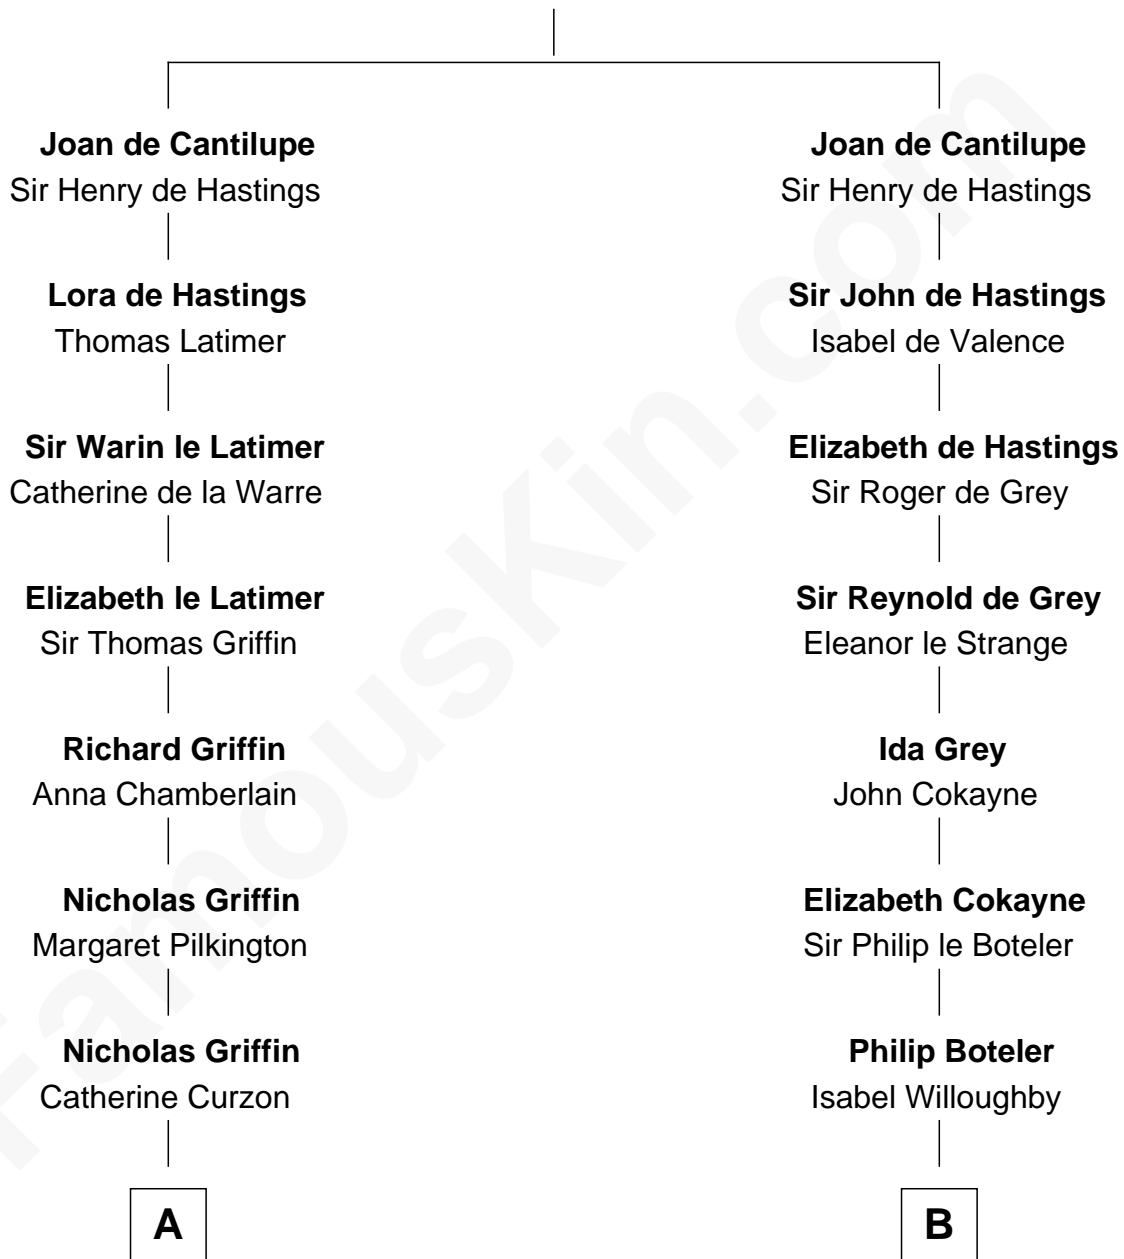 Joan de Cantilupe
Sir Henry de Hastings
Lora de Hastings
Thomas Latimer
Sir Warin le Latimer
Catherine de la Warre
Elizabeth le Latimer
Sir Thomas Griffin
Richard Griffin
Anna Chamberlain
Nicholas Griffin
Margaret Pilkington
Nicholas Griffin
Catherine Curzon
A
Joan de Cantilupe
Sir Henry de Hastings
Sir John de Hastings
Isabel de Valence
Elizabeth de Hastings
Sir Roger de Grey
Sir Reynold de Grey
Eleanor le Strange
Ida Grey
John Cokayne
Elizabeth Cokayne
Sir Philip le Boteler
Philip Boteler
Isabel Willoughby
B
FamousKin.com